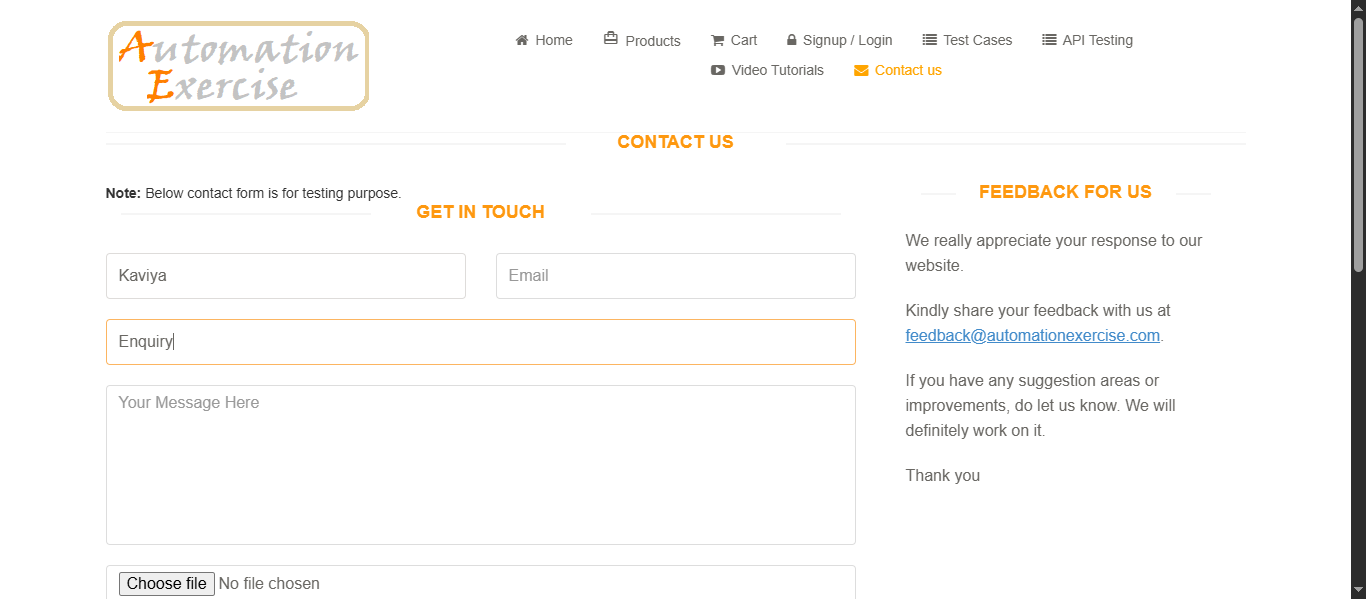 Automation
Exercise
Home Products Cart Signup / Login Test Cases API Testing
Video Tutorials Contact us
CONTACT US
Note: Below contact form is for testing purpose.
GET IN TOUCH
Kaviya Email
Enquiry
Your Message Here
Choose file No file chosen
FEEDBACK FOR US
We really appreciate your response to our
website.
Kindly share your feedback with us at
feedback@automationexercise.com.
If you have any suggestion areas or
improvements, do let us know. We will
definitely work on it.
Thank you